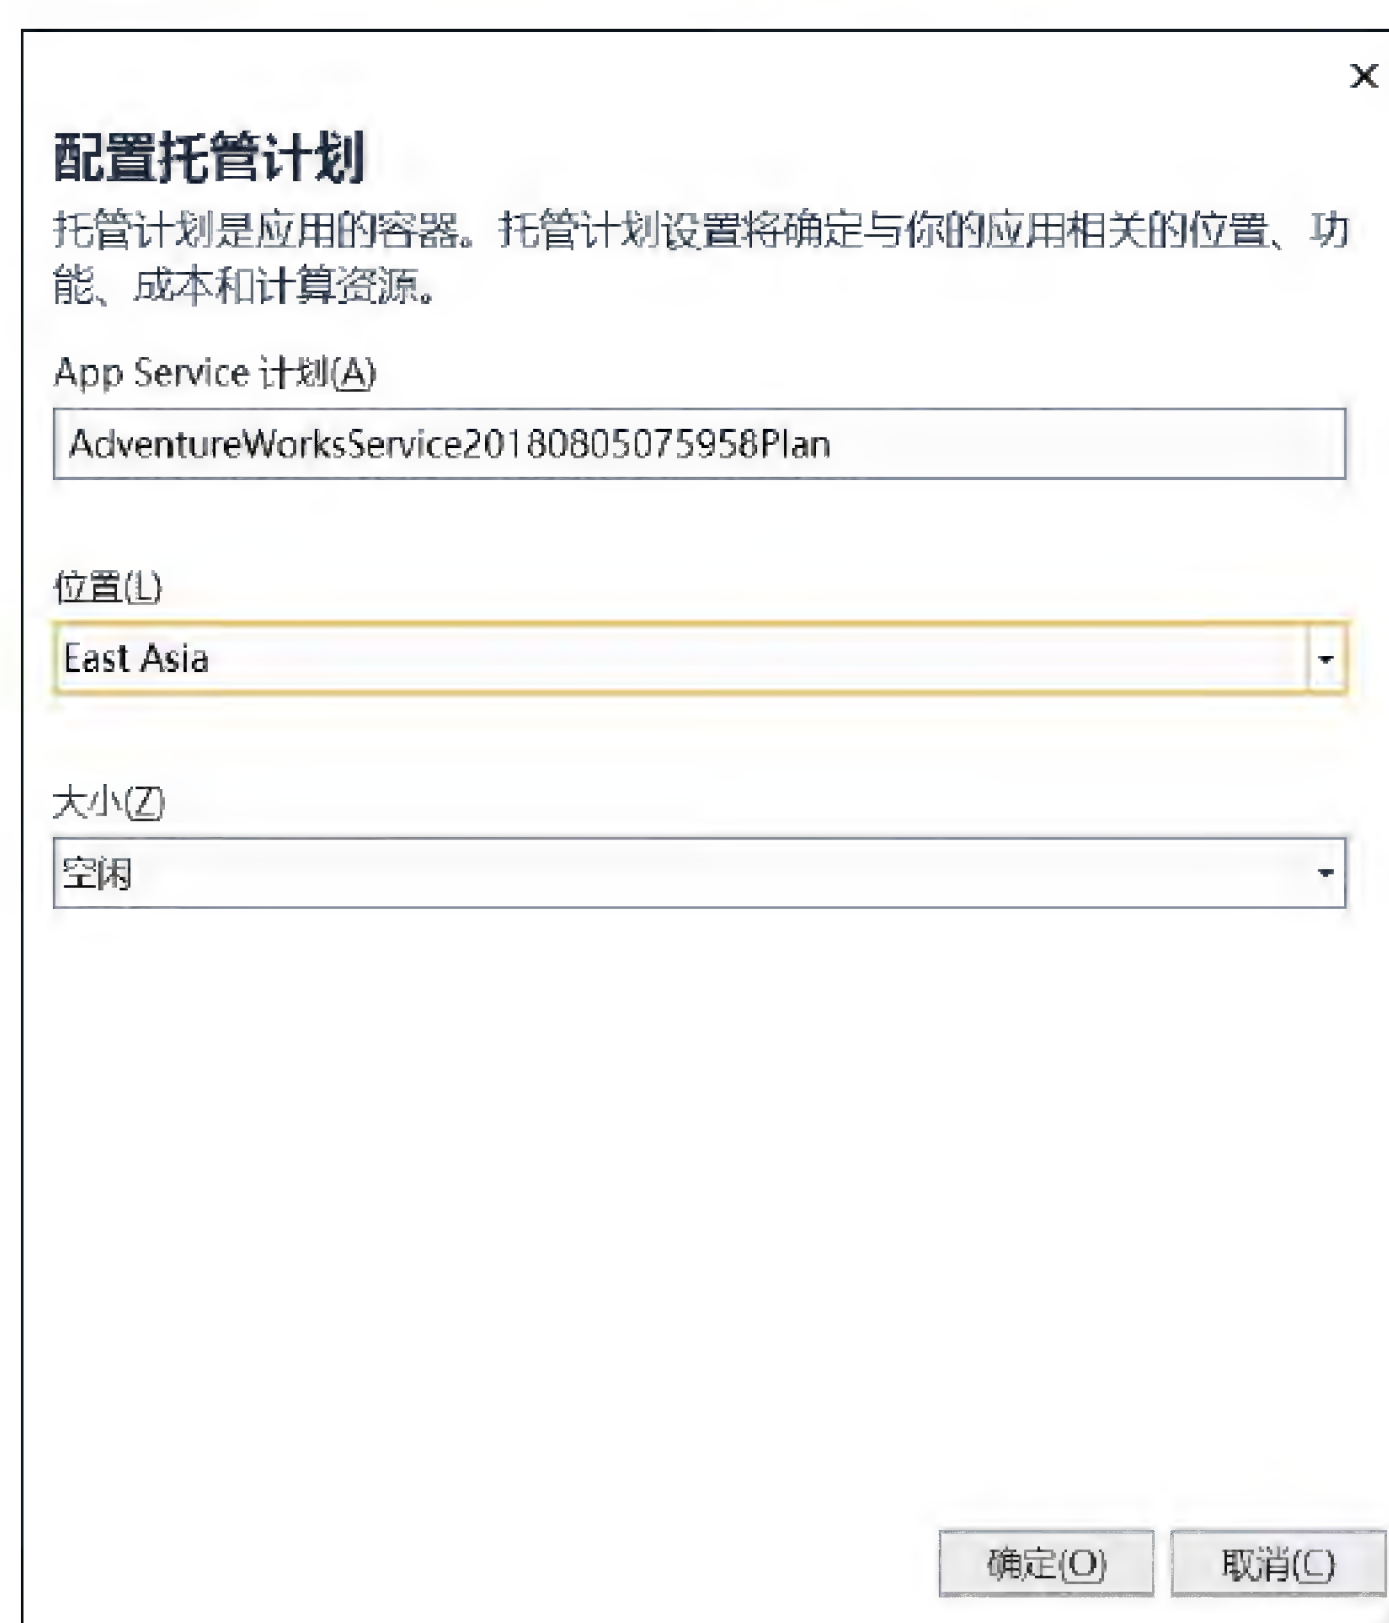 ×
配置托管计划
托管计划是应用的容器。托管计划设置将确定与你的应用相关的位置、功
能、成本和计算资源。
App Service 计划(A)
AdventureWorksService20180805075958Plan
位置(L)
East Asia
大小(Z)
空闲
确定(O) 取消(C)